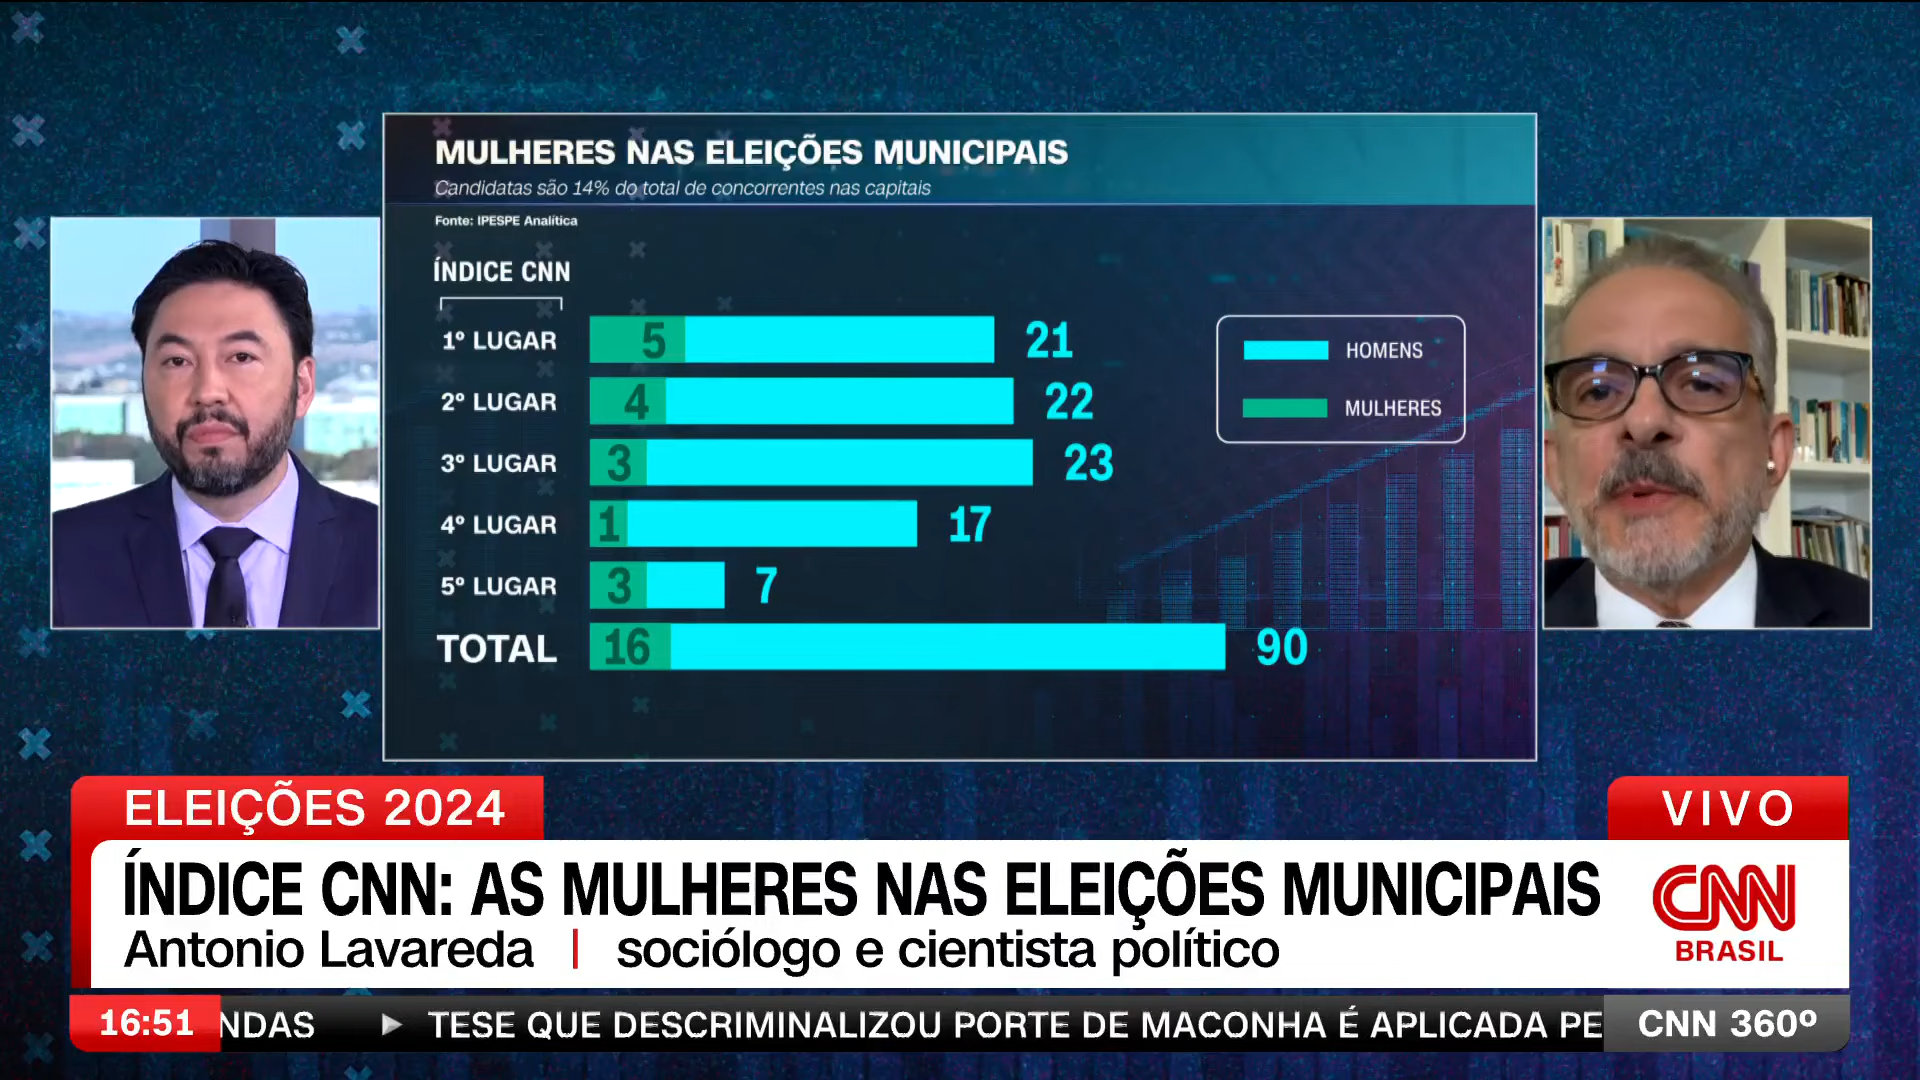 MULHERES NAS ELEIÇÕES MUNICIPAIS
Candidatas são 14% do total de concorrentes nas capitais
Fonte: IPESPE Analítica
ÍNDICE CNN
1º LUGAR 5 21
2º LUGAR 4 22
3º LUGAR 3 23
4º LUGAR 1 17
5º LUGAR 3 7
TOTAL 16 90
HOMENS
MULHERES
ELEIÇÕES 2024
VIVO
ÍNDICE CNN: AS MULHERES NAS ELEIÇÕES MUNICIPAIS
Antonio Lavareda | sociólogo e cientista político
CNN
BRASIL
16:51 NDAS ▶ TESE QUE DESCRIMINALIZOU PORTE DE MACONHA É APLICADA PE CNN 360º